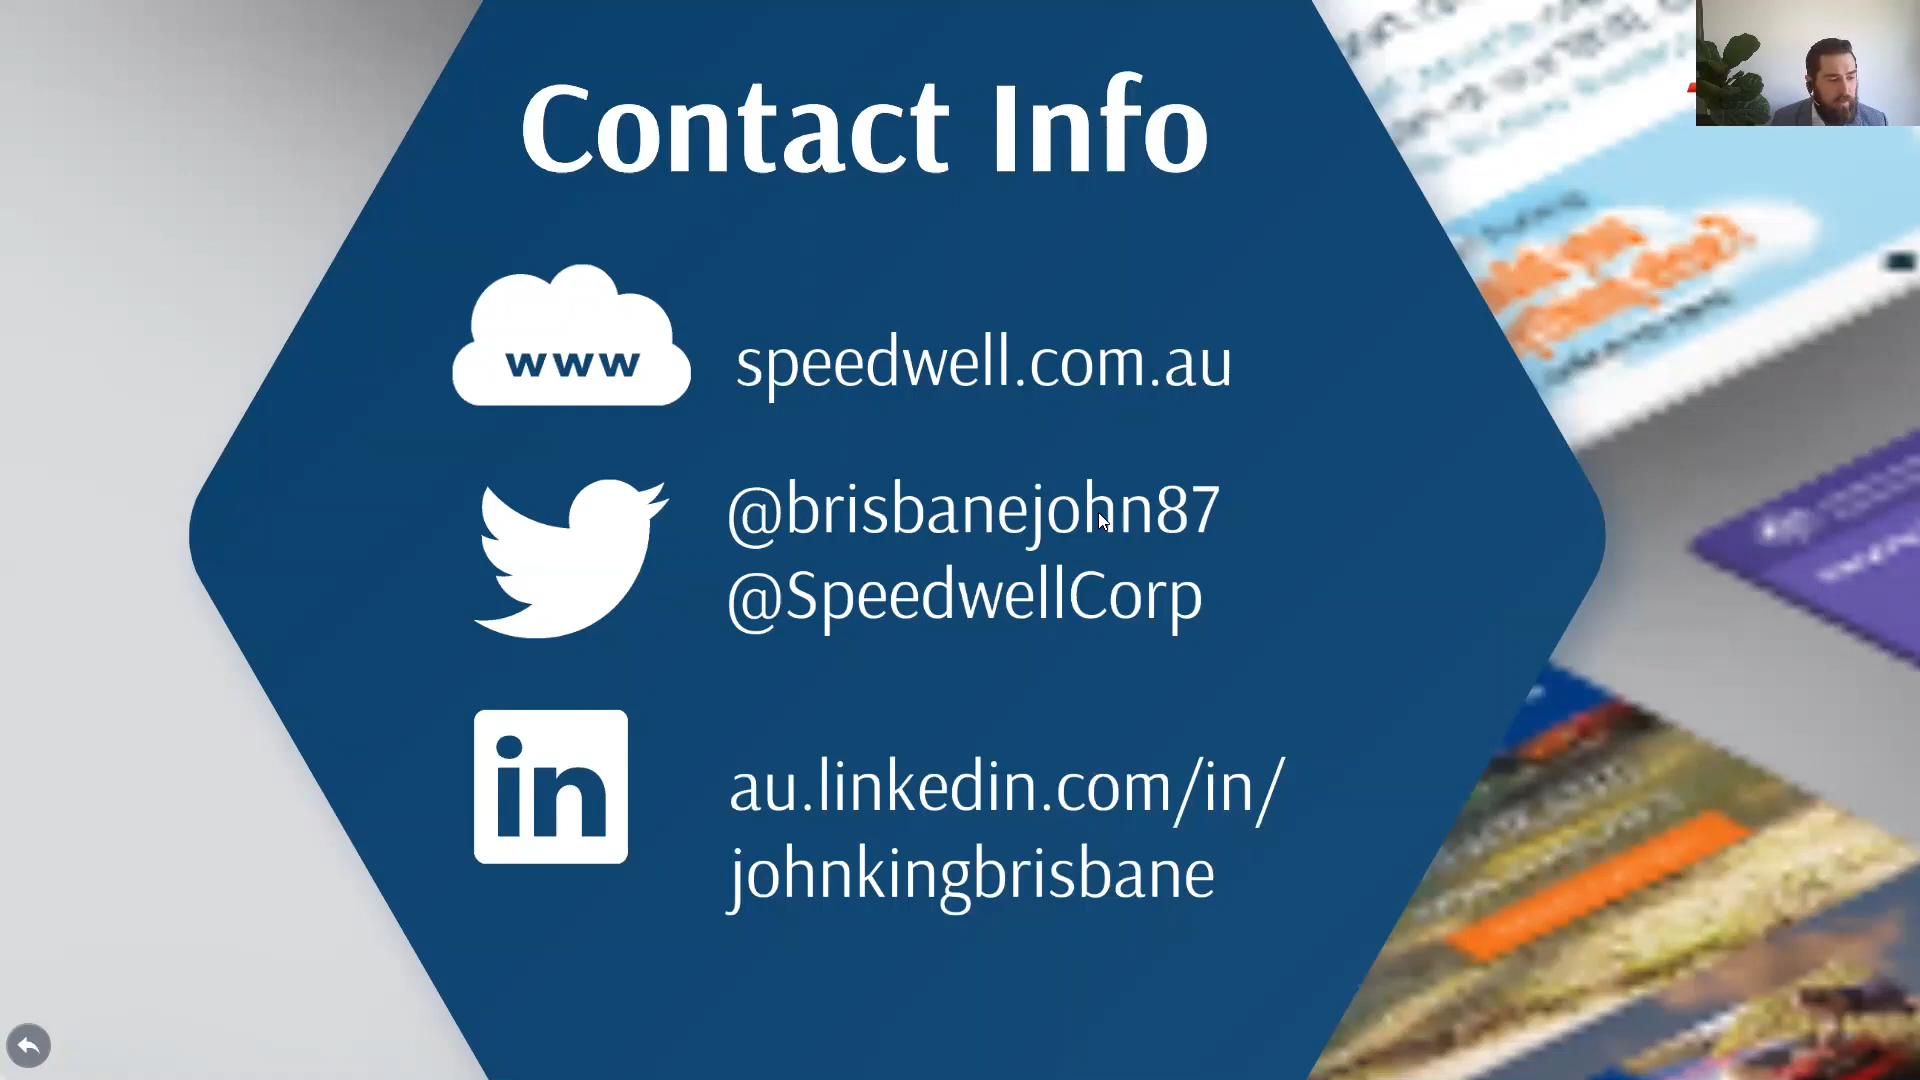 Contact Info
www
speedwell.com.au
@brisbanejohn87
@SpeedwellCorp
in
au.linkedin.com/in/
johnkingbrisbane